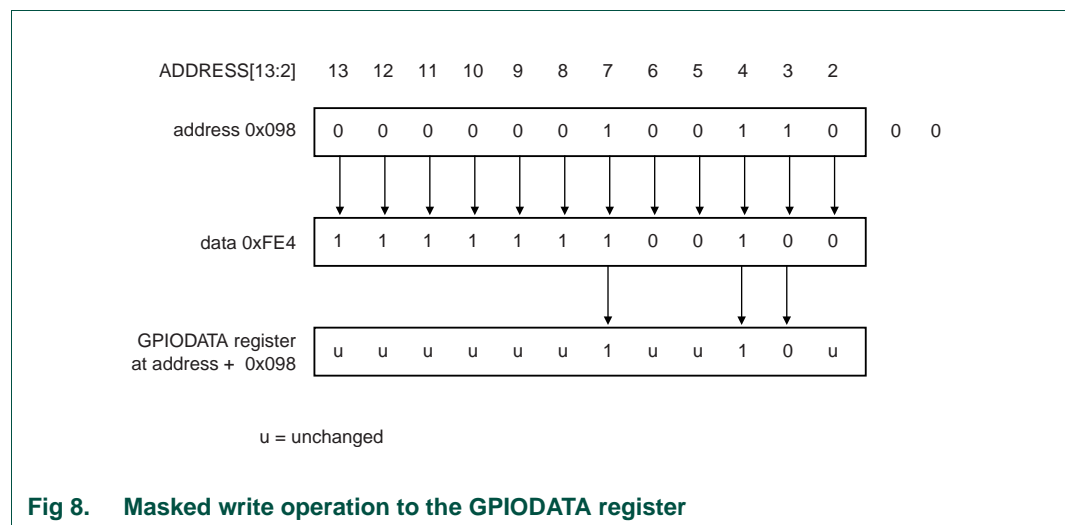 ADDRESS[13:2] 13 12 11 10 9 8 7 6 5 4 3 2
address 0x098 0 0 0 0 0 0 1 0 0 1 1 0 0 0
data 0xFE4 1 1 1 1 1 1 1 0 0 1 0 0
GPIODATA register
at address + 0x098 u u u u u u 1 u u 1 0 u
u = unchanged
Fig 8. Masked write operation to the GPIODATA register